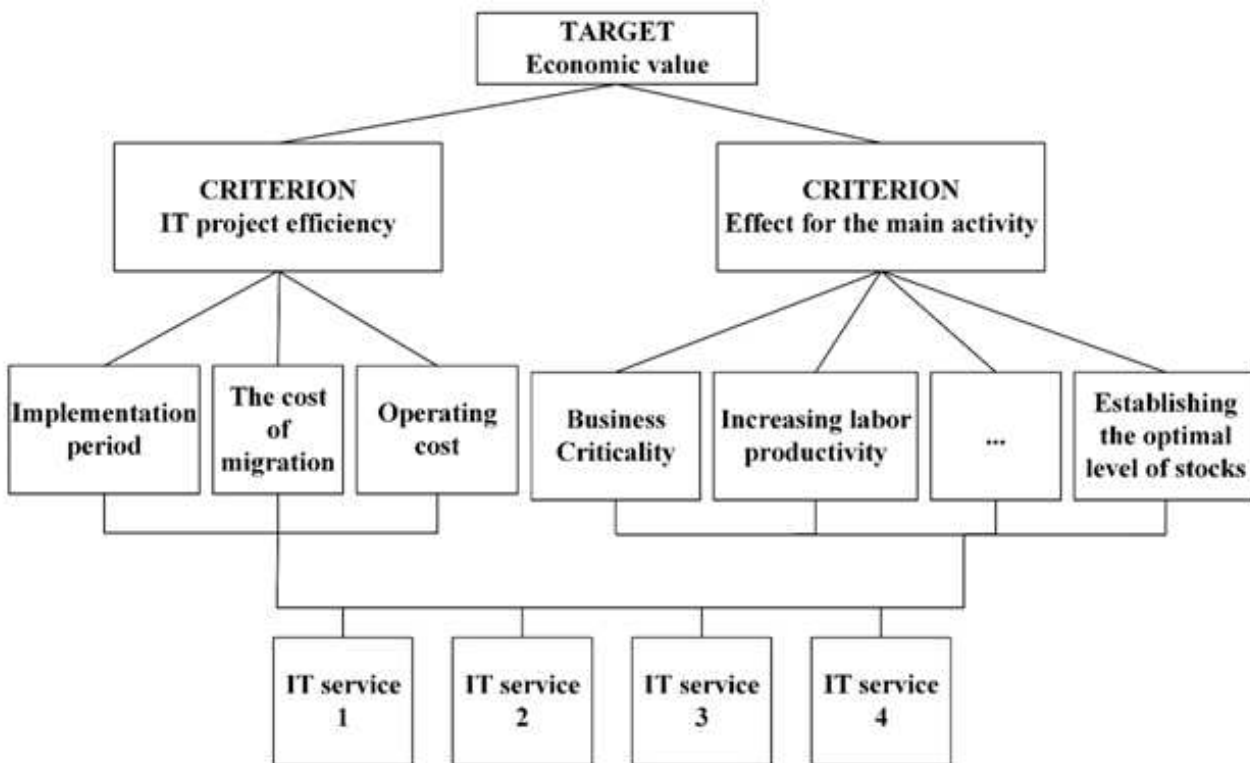 TARGET
Economic value
CRITERION
IT project efficiency
CRITERION
Effect for the main activity
Implementation
period
The cost
of
migration
Operating
cost
Business
Criticality
Increasing labor
productivity
...
Establishing
the optimal
level of stocks
IT service
1
IT service
2
IT service
3
IT service
4